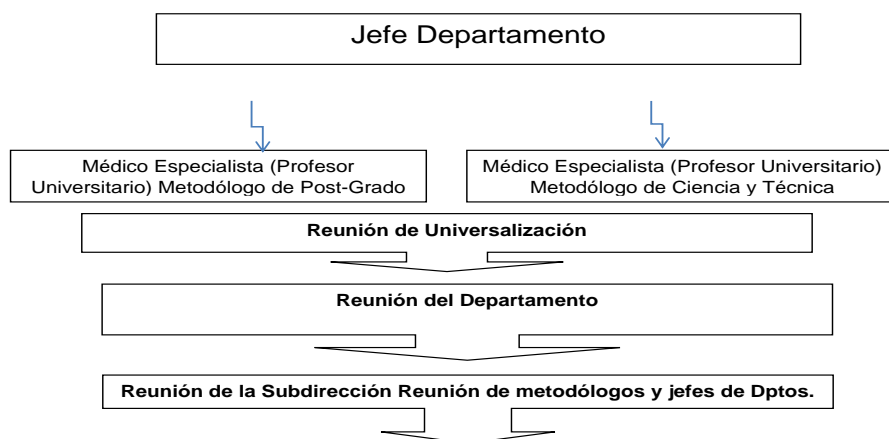 Jefe Departamento
Médico Especialista (Profesor
Universitario) Metodólogo de Post-Grado
Médico Especialista (Profesor Universitario)
Metodólogo de Ciencia y Técnica
Reunión de Universalización
Reunión del Departamento
Reunión de la Subdirección Reunión de metodólogos y jefes de Dptos.